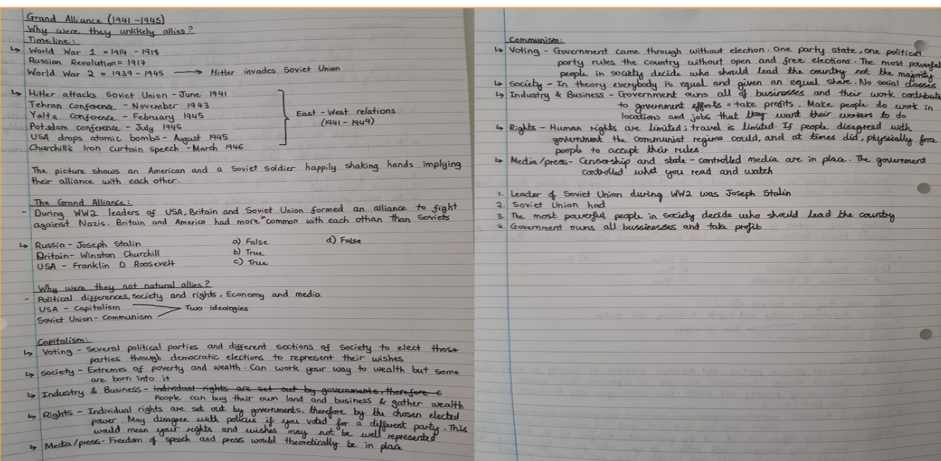 Grand Alliance (1941-1945)
Why were they unlikely allies?
Timeline:
↳ World War 1 = 1914 - 1918
Russian Revolution = 1917
World War 2 = 1939 - 1945 → Hitler invades Soviet Union
↳ Hitler attacks Soviet Union - June 1941
Tehran Conference - November 1943
Yalta Conference - February 1945
Potsdam conference - July 1945
USA drops atomic bombs - August 1945
Churchill's Iron curtain speech - March 1946
East-West relations
(1941-1949)
The picture shows an American and a Soviet soldier happily shaking hands implying
their alliance with each other.
The Grand Alliance:
- During WW2 leaders of USA, Britain and Soviet Union formed an alliance to fight
against Nazis. Britain and America had more common with each othan than Soviets
↳ Russia - Joseph Stalin a) False d) False
Britain - Winston Churchill b) True
USA - Franklin D Roosevelt c) True
Why were they not natural allies?
- Political differences, society and rights, Economy and media
USA - Capitalism
Soviet Union - Communism
Two ideologies
Capitalism:
↳ Voting - Several political parties and different sections of society to elect those
parties through democratic elections to represent their wishes
↳ Society - Extremes of poverty and wealth. Can work your way to wealth but some
are born into it
↳ Industry & Business - individual rights are set out by governments, therefore
People can buy their own land and business & gather wealth
↳ Rights - Individual rights are set out by governments, therefore by the chosen elected
power. May disagree with policies if you voted for a different party. This
would mean your rights and wishes may not be well represented
↳ Media/press - Freedom of speech and press would theoretically be in place
Communism:
↳ Voting - Government came through without election. One party state, one political
party rules the country without open and free elections. The most powerful
people in society decide who should lead the country not the majority
↳ Society - In theory everybody is equal and given an equal share. No social classes
↳ Industry & Business - Government owns all of businesses and their work contribute
to government efforts = take profits. Make people do work in
locations and jobs that they want their workers to do
↳ Rights - Human rights are limited; travel is limited. If people disagreed with
government the communist regime could, and at times did, physically force
people to accept their rules
↳ Media/press - Censorship and state-controlled media are in place. The government
controlled what you read and watch
1. Leader of Soviet Union during WW2 was Joseph Stalin
2. Soviet Union had
3. The most powerful people in society decide who should lead the country
4. Government owns all bussinesses and take profit